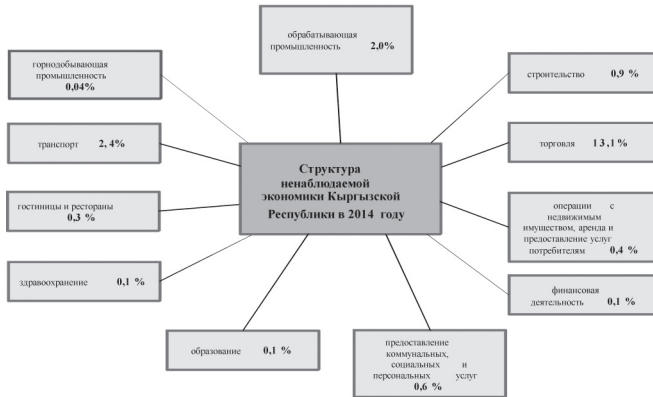 обрабатывающая
промышленность 2,0%
горнодобывающая
промышленность
0,04%
строительство 0,9 %
транспорт 2, 4%
торговля 13,1 %
Структура
ненаблюдаемой
экономики Кыргызской
Республики в 2014 году
гостиницы и рестораны
0,3 %
операции с
недвижимым
имуществом, аренда и
предоставление услуг
потребителям 0,4 %
здравоохранение 0,1 %
финансовая
деятельность 0,1 %
образование 0,1 %
предоставление
коммунальных,
социальных и
персональных услуг
0,6 %